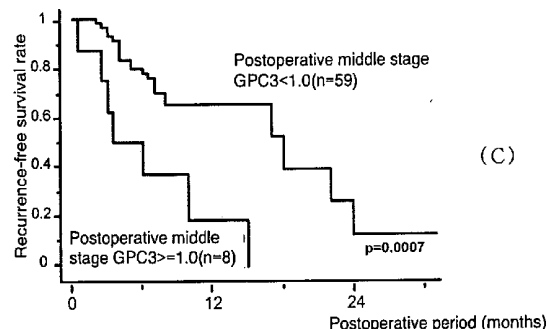 Recurrence-free survival rate
1
0.8
0.6
0.4
0.2
0
Postoperative middle stage
GPC3<1.0(n=59)
(C)
Postoperative middle
stage GPC3>=1.0(n=8)
p=0.0007
0
12
24
Postoperative period (months)